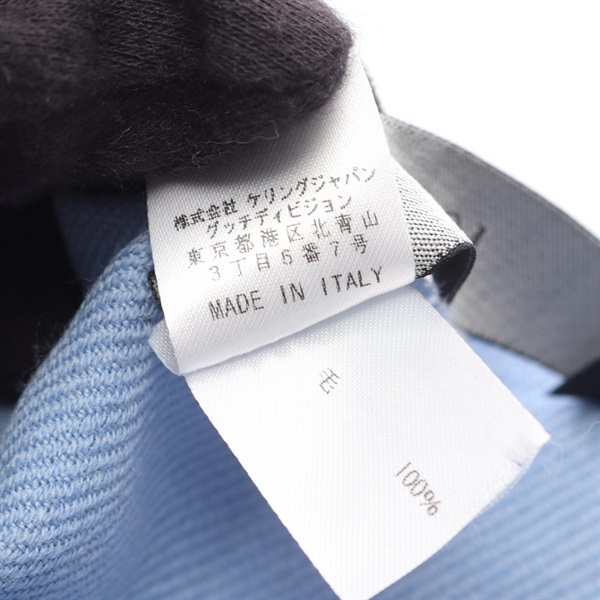 株式会社 ケリングジャパン
グッチディビジョン
東京都港区北青山
3丁目6番7号
MADE IN ITALY
毛
100%